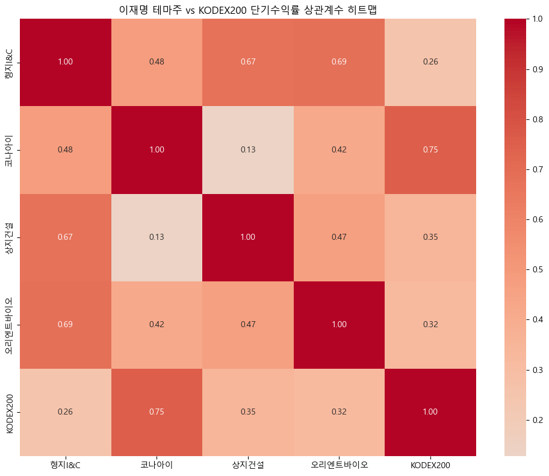 이재명 테마주 vs KODEX200 단기수익률 상관계수 히트맵
형지I&C
1.00 0.48 0.67 0.69 0.26
코나아이
0.48 1.00 0.13 0.42 0.75
상지건설
0.67 0.13 1.00 0.47 0.35
오리엔트바이오
0.69 0.42 0.47 1.00 0.32
KODEX200
0.26 0.75 0.35 0.32 1.00
형지I&C 코나아이 상지건설 오리엔트바이오 KODEX200
1.0
0.9
0.8
0.7
0.6
0.5
0.4
0.3
0.2